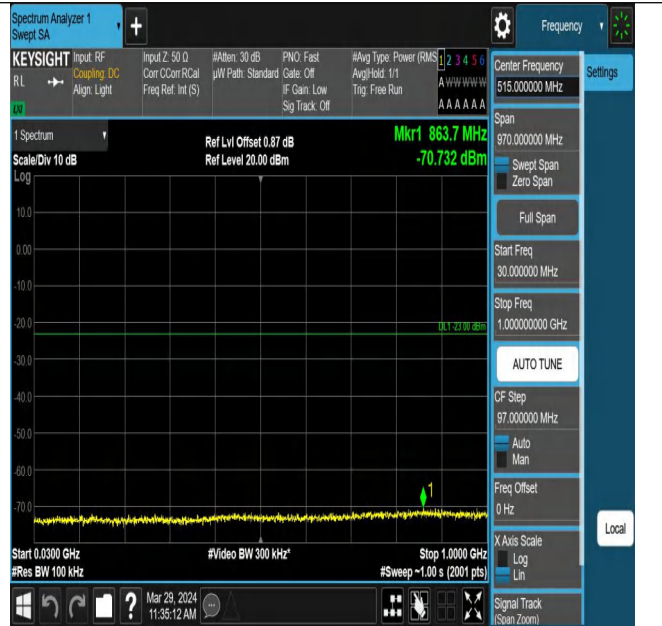 Spectrum Analyzer 1
Swept SA
+
Frequency
KEYSIGHT
RL
LXI
Input: RF
Coupling: DC
Align: Light
Input Z: 50 Ω
Corr CCorr RCal
Freq Ref: Int (S)
#Atten: 30 dB
µW Path: Standard
PNO: Fast
Gate: Off
IF Gain: Low
Sig Track: Off
#Avg Type: Power (RMS
Avg|Hold: 1/1
Trig: Free Run
1 2 3 4 5 6
A W W W W W
A A A A A A
Center Frequency
515.000000 MHz
Settings
Span
970.000000 MHz
Swept Span
Zero Span
Full Span
Start Freq
30.000000 MHz
Stop Freq
1.000000000 GHz
AUTO TUNE
CF Step
97.000000 MHz
Auto
Man
Freq Offset
0 Hz
X Axis Scale
Log
Lin
Signal Track
(Span Zoom)
Local
1 Spectrum
Scale/Div 10 dB
Log
Ref Lvl Offset 0.87 dB
Ref Level 20.00 dBm
Mkr1 863.7 MHz
-70.732 dBm
10.0
0.00
-10.0
-20.0
DL1 -23.00 dBm
-30.0
-40.0
-50.0
-60.0
1
-70.0
Start 0.0300 GHz
#Video BW 300 kHz*
Stop 1.0000 GHz
#Res BW 100 kHz
#Sweep ~1.00 s (2001 pts)
?
Mar 29, 2024
11:35:12 AM